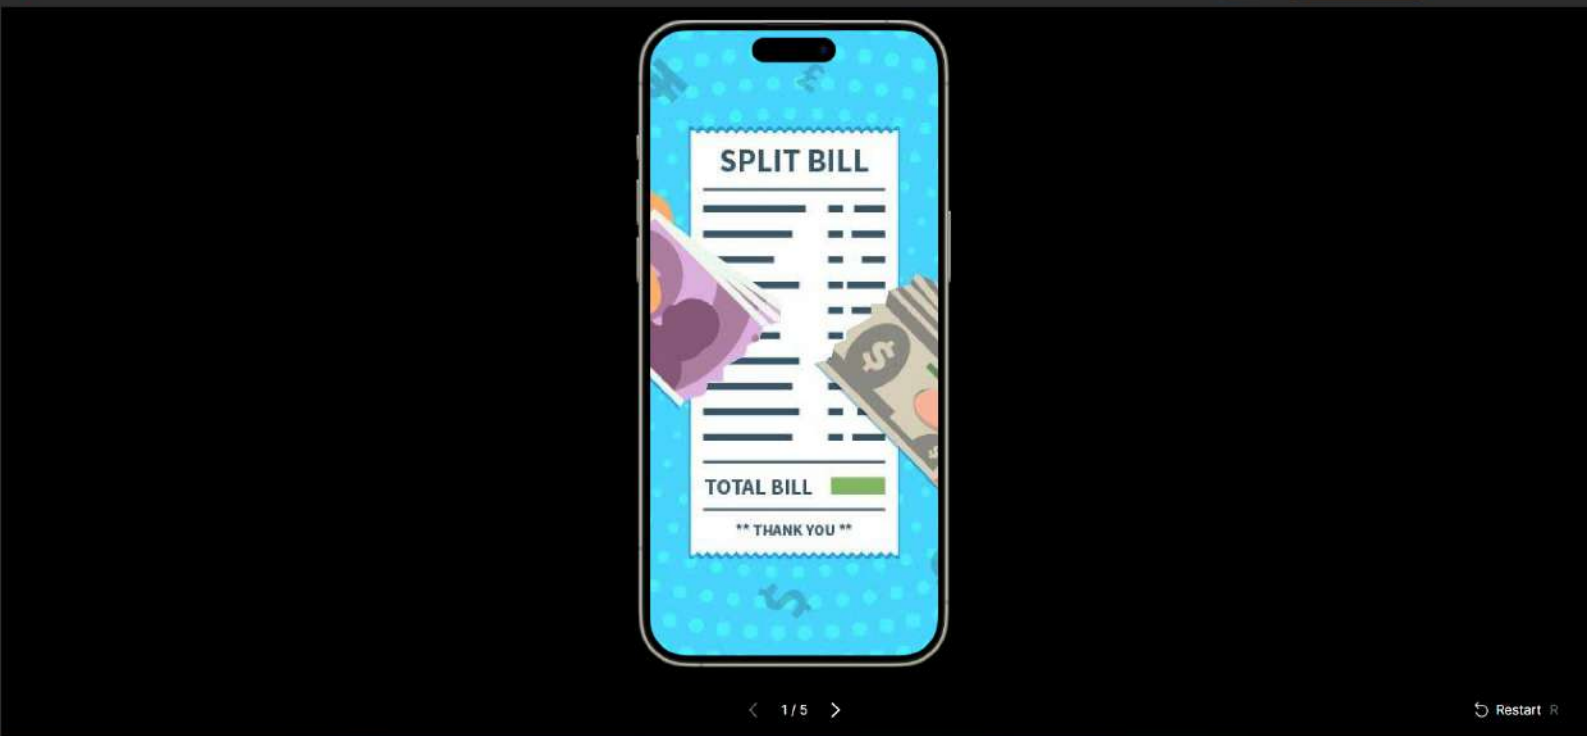 SPLIT BILL
TOTAL BILL
** THANK YOU **
1 / 5
Restart R